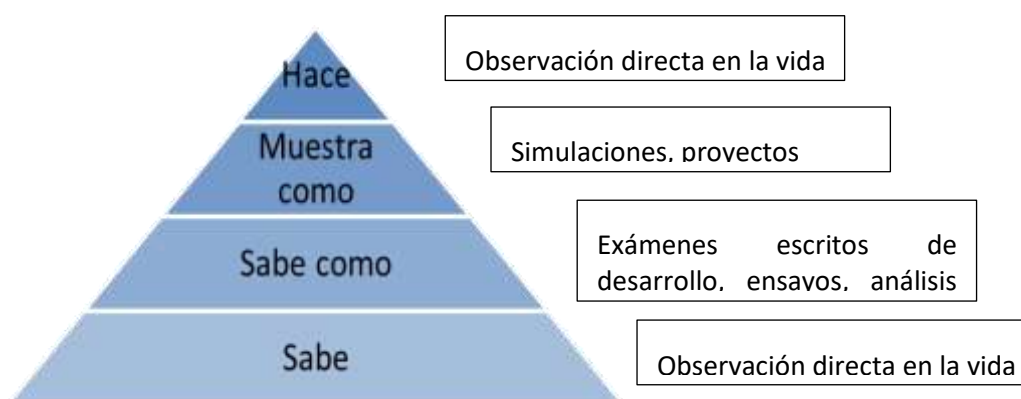 Hace
Observación directa en la vida
Muestra
como
Simulaciones, proyectos
Sabe como
Exámenes escritos de
desarrollo, ensayos, análisis
Sabe
Observación directa en la vida